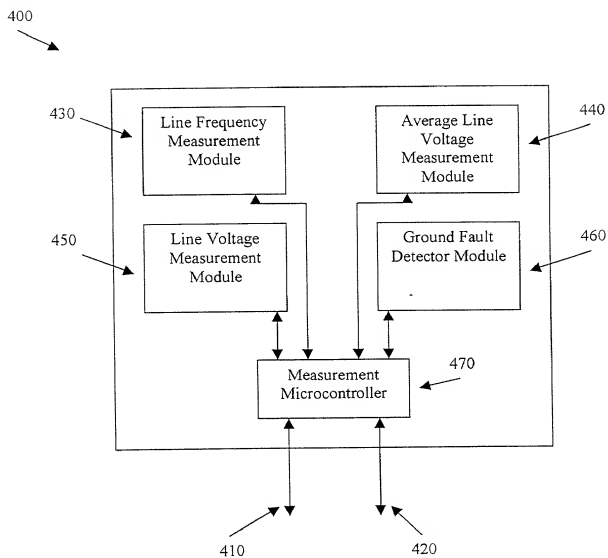 400
430
Line Frequency
Measurement
Module
Average Line
Voltage
Measurement
Module
440
450
Line Voltage
Measurement
Module
Ground Fault
Detector Module
460
Measurement
Microcontroller
470
410
420